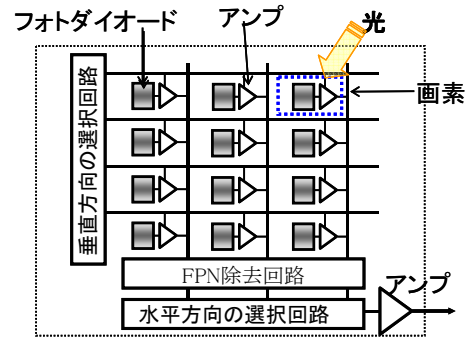 フォトダイオード
アンプ
光
画素
垂直方向の選択回路
FPN除去回路
アンプ
水平方向の選択回路